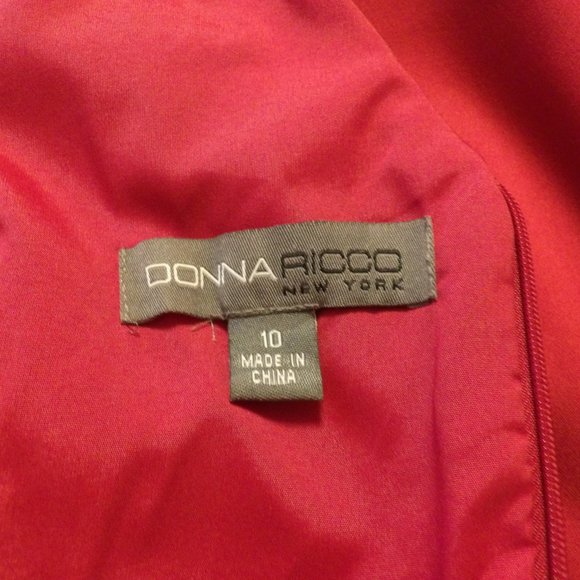 DONNA RICCO
NEW YORK
10
MADE IN
CHINA